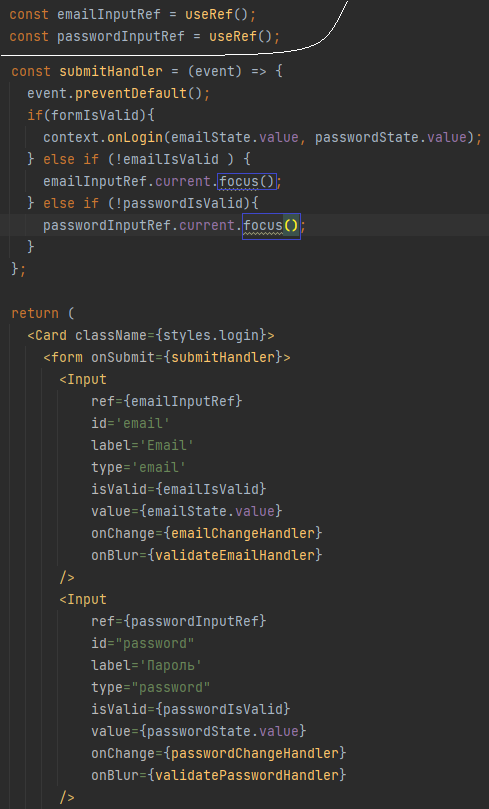 const emailInputRef = useRef();
const passwordInputRef = useRef();
const submitHandler = (event) => {
event.preventDefault();
if(formIsValid){
context.onLogin(emailState.value, passwordState.value);
} else if (!emailIsValid ) {
emailInputRef.current.focus();
} else if (!passwordIsValid){
passwordInputRef.current.focus();
}
};
return (
<Card className={styles.login}>
<form onSubmit={submitHandler}>
<Input
ref={emailInputRef}
id='email'
label='Email'
type='email'
isValid={emailIsValid}
value={emailState.value}
onChange={emailChangeHandler}
onBlur={validateEmailHandler}
/>
<Input
ref={passwordInputRef}
id="password"
label='Пароль'
type="password"
isValid={passwordIsValid}
value={passwordState.value}
onChange={passwordChangeHandler}
onBlur={validatePasswordHandler}
/>